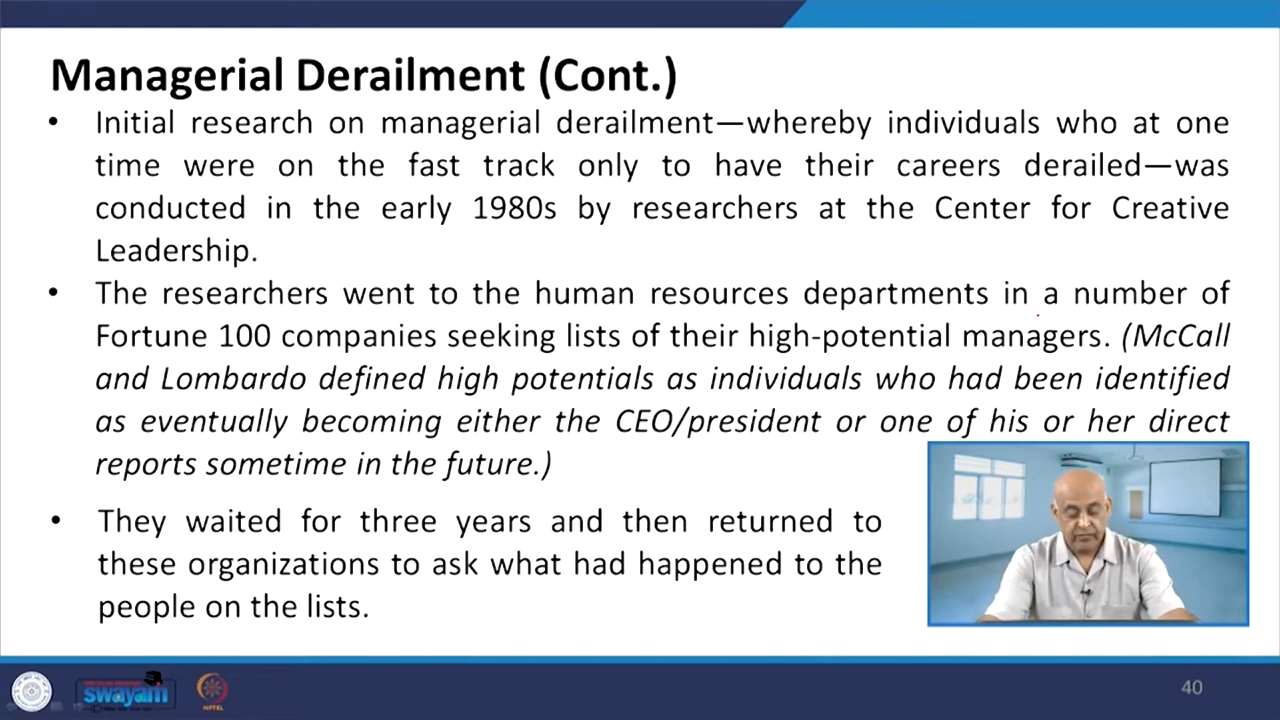 Managerial Derailment (Cont.)
• Initial research on managerial derailment—whereby individuals who at one
time were on the fast track only to have their careers derailed—was
conducted in the early 1980s by researchers at the Center for Creative
Leadership.
• The researchers went to the human resources departments in a number of
Fortune 100 companies seeking lists of their high-potential managers. (McCall
and Lombardo defined high potentials as individuals who had been identified
as eventually becoming either the CEO/president or one of his or her direct
reports sometime in the future.)
• They waited for three years and then returned to
these organizations to ask what had happened to the
people on the lists.
swayam
NPTEL
40